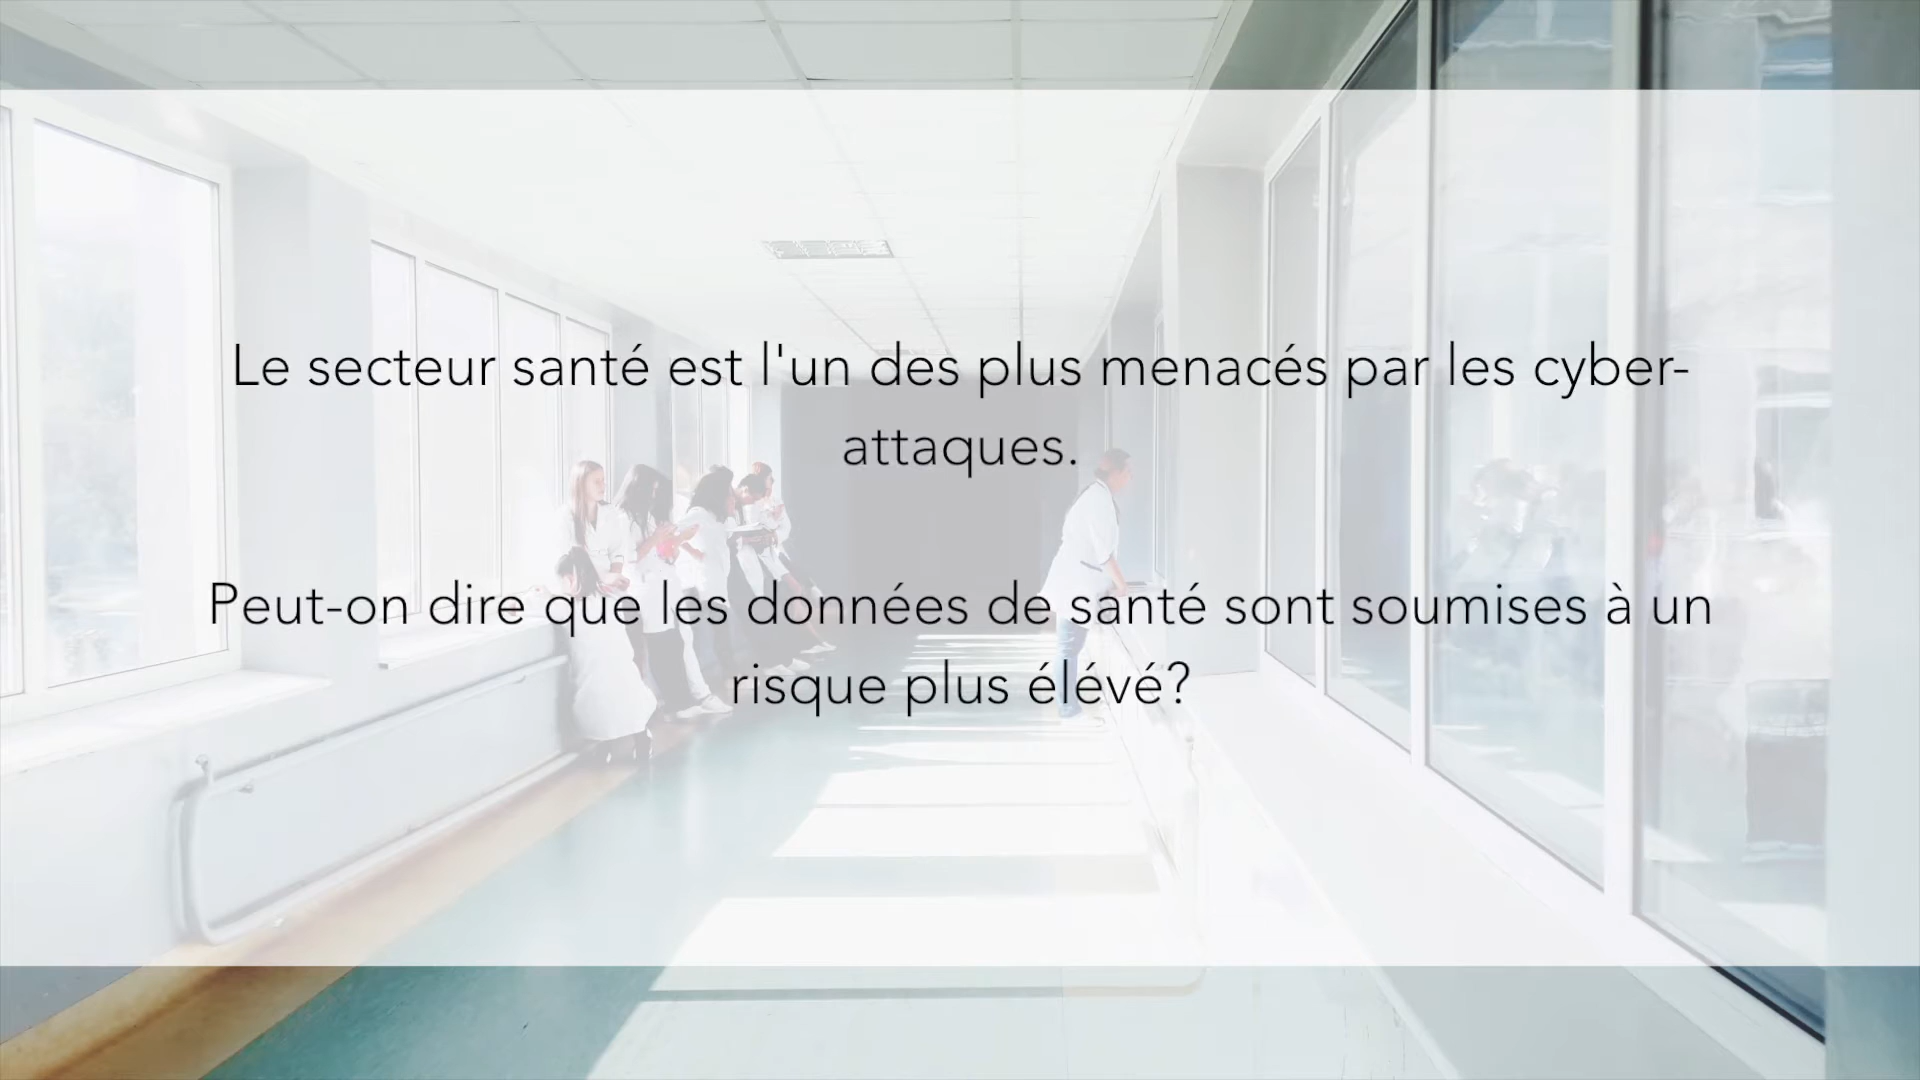 Le secteur santé est l'un des plus menacés par les cyber-
attaques.
Peut-on dire que les données de santé sont soumises à un
risque plus élévé?